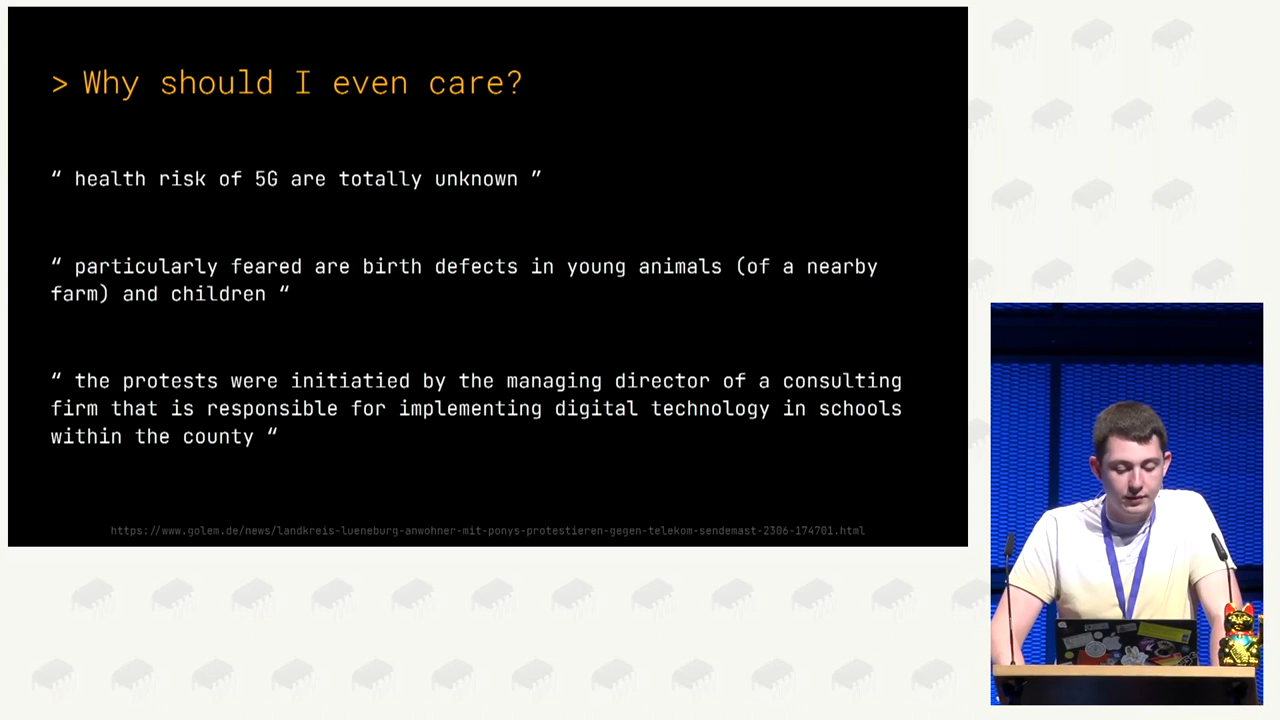 > Why should I even care?
“ health risk of 5G are totally unknown ”
“ particularly feared are birth defects in young animals (of a nearby
farm) and children “
“ the protests were initiatied by the managing director of a consulting
firm that is responsible for implementing digital technology in schools
within the county “
https://www.golem.de/news/landkreis-lueneburg-anwohner-mit-ponys-protestieren-gegen-telekom-sendemast-2306-174701.html